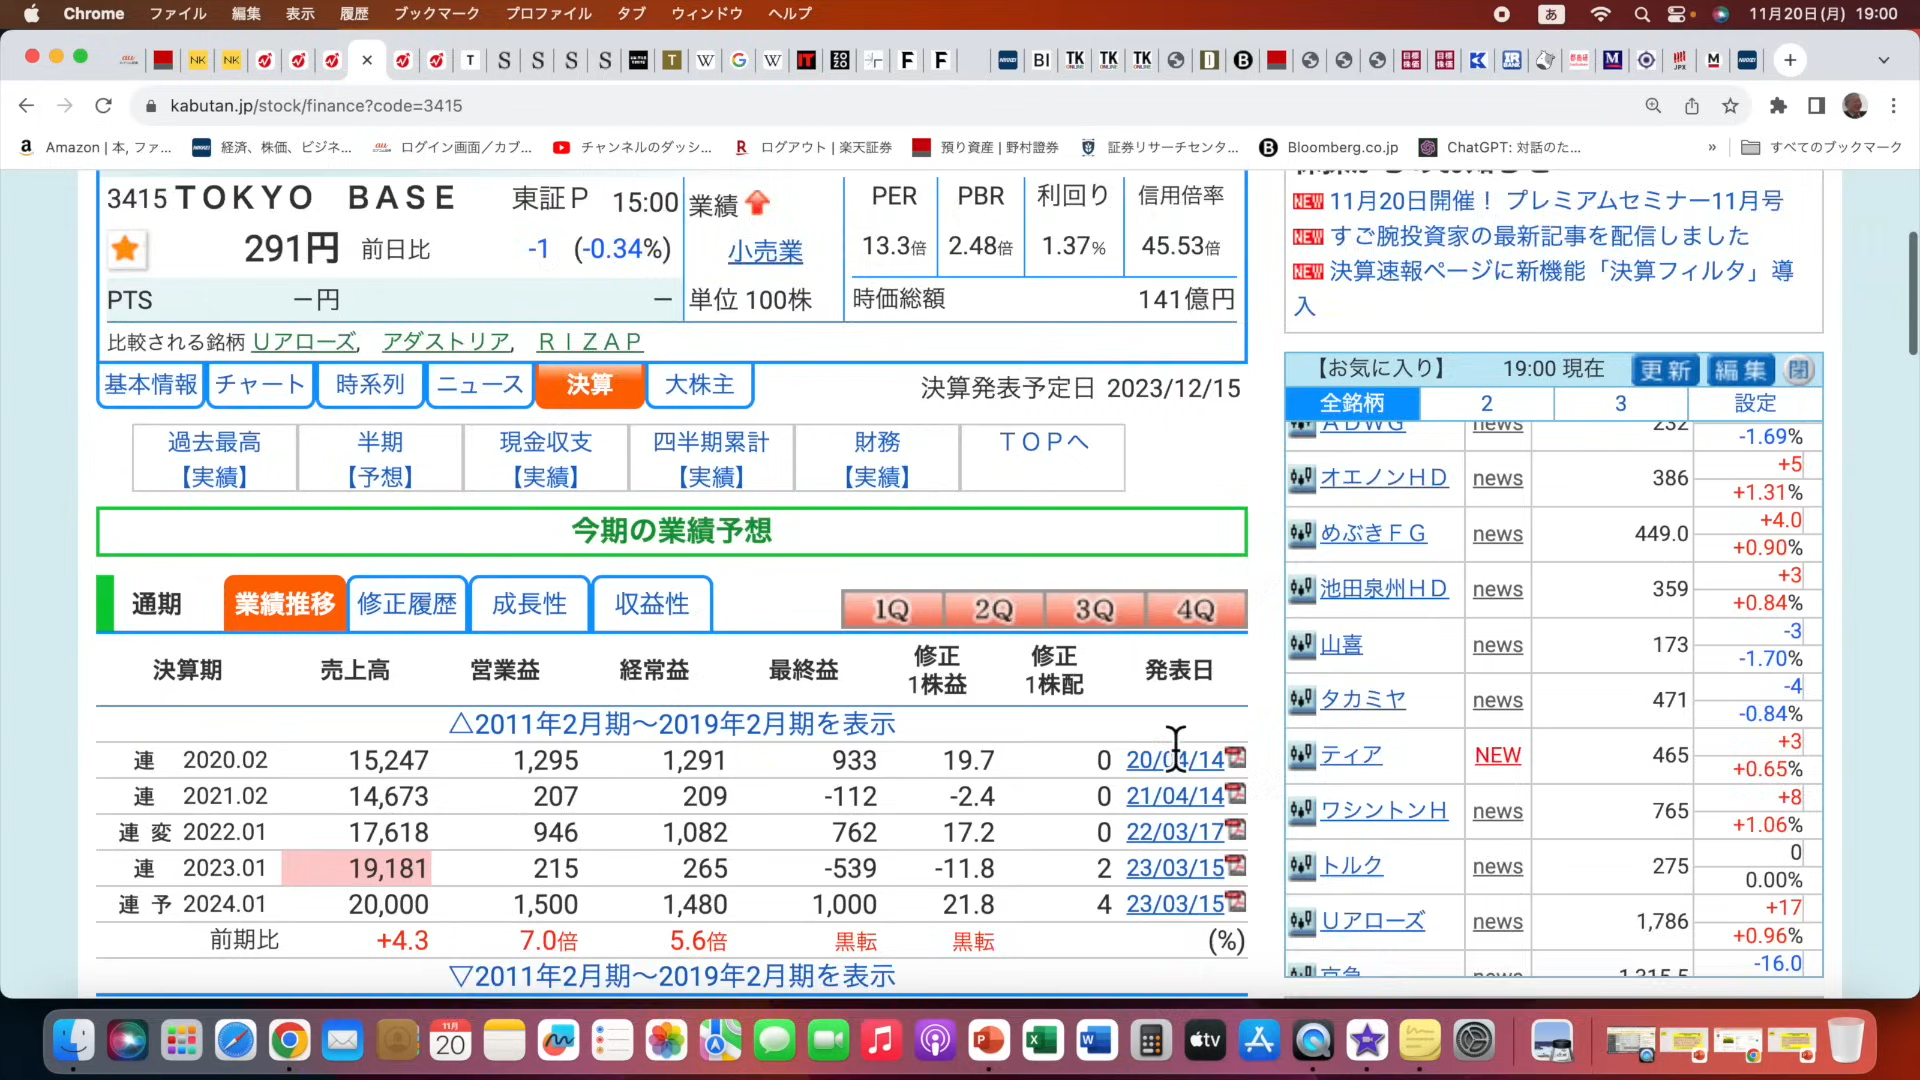 Chrome ファイル 編集 表示 履歴 ブックマーク プロファイル タブ ウィンドウ ヘルプ あ 11月20日(月) 19:00
NK NK T S S S S T W G W IT ZOZO F F NIKKEI BI TK TK TK D B M JPX M NIKKEI
kabutan.jp/stock/finance?code=3415
Amazon | 本, ファ... 経済、株価、ビジネ... ログイン画面／カブ... チャンネルのダッシ... R ログアウト | 楽天証券 預り資産 | 野村證券 証券リサーチセンタ... Bloomberg.co.jp ChatGPT: 対話のた... » すべてのブックマーク
3415 ＴＯＫＹＯ　ＢＡＳＥ 東証Ｐ 15:00 業績 PER PBR 利回り 信用倍率
291円 前日比 -1 (-0.34%) 小売業 13.3倍 2.48倍 1.37% 45.53倍
PTS －円 － 単位 100株 時価総額 141億円
比較される銘柄 Ｕアローズ, アダストリア, ＲＩＺＡＰ
基本情報 チャート 時系列 ニュース 決算 大株主 決算発表予定日 2023/12/15
過去最高 半期 現金収支 四半期累計 財務 ＴＯＰへ
【実績】 【予想】 【実績】 【実績】 【実績】
今期の業績予想
通期 業績推移 修正履歴 成長性 収益性 1Q 2Q 3Q 4Q
決算期 売上高 営業益 経常益 最終益 修正1株益 修正1株配 発表日
△2011年2月期～2019年2月期を表示
連 2020.02 15,247 1,295 1,291 933 19.7 0 20/04/14
連 2021.02 14,673 207 209 -112 -2.4 0 21/04/14
連 変 2022.01 17,618 946 1,082 762 17.2 0 22/03/17
連 2023.01 19,181 215 265 -539 -11.8 2 23/03/15
連 予 2024.01 20,000 1,500 1,480 1,000 21.8 4 23/03/15
前期比 +4.3 7.0倍 5.6倍 黒転 黒転 (%)
▽2011年2月期～2019年2月期を表示
NEW 11月20日開催！ プレミアムセミナー11月号
NEW すご腕投資家の最新記事を配信しました
NEW 決算速報ページに新機能「決算フィルタ」導
入
【お気に入り】 19:00 現在 更新 編集 閉
全銘柄 2 3 設定
ＡＤＷＧ news 232 -1.69%
オエノンＨＤ news 386 +5 +1.31%
めぶきＦＧ news 449.0 +4.0 +0.90%
池田泉州ＨＤ news 359 +3 +0.84%
山喜 news 173 -3 -1.70%
タカミヤ news 471 -4 -0.84%
ティア NEW 465 +3 +0.65%
ワシントンＨ news 765 +8 +1.06%
トルク news 275 0 0.00%
Ｕアローズ news 1,786 +17 +0.96%
京急 news 1,315.5 -16.0
11月 20 tv